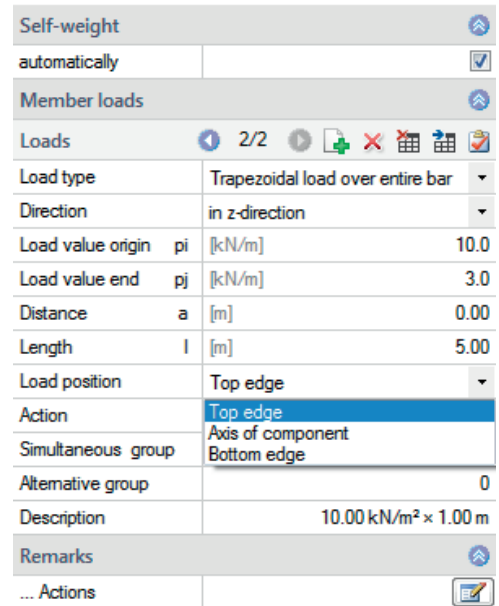 Self-weight
automatically
Member loads
Loads 2/2
Load type Trapezoidal load over entire bar
Direction in z-direction
Load value origin pi [kN/m] 10.0
Load value end pj [kN/m] 3.0
Distance a [m] 0.00
Length l [m] 5.00
Load position Top edge
Action Top edge
Axis of component
Simultaneous group Bottom edge
Alternative group 0
Description 10.00 kN/m² × 1.00 m
Remarks
... Actions